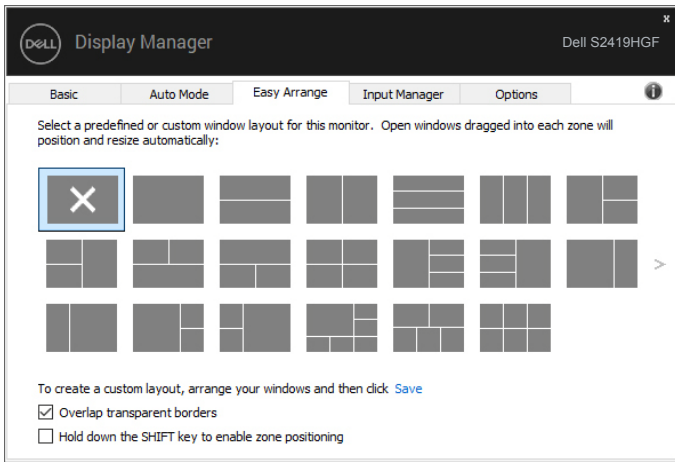 x
DELL Display Manager Dell S2419HGF
Basic Auto Mode Easy Arrange Input Manager Options
Select a predefined or custom window layout for this monitor. Open windows dragged into each zone will
position and resize automatically:
>
To create a custom layout, arrange your windows and then click Save
Overlap transparent borders
Hold down the SHIFT key to enable zone positioning